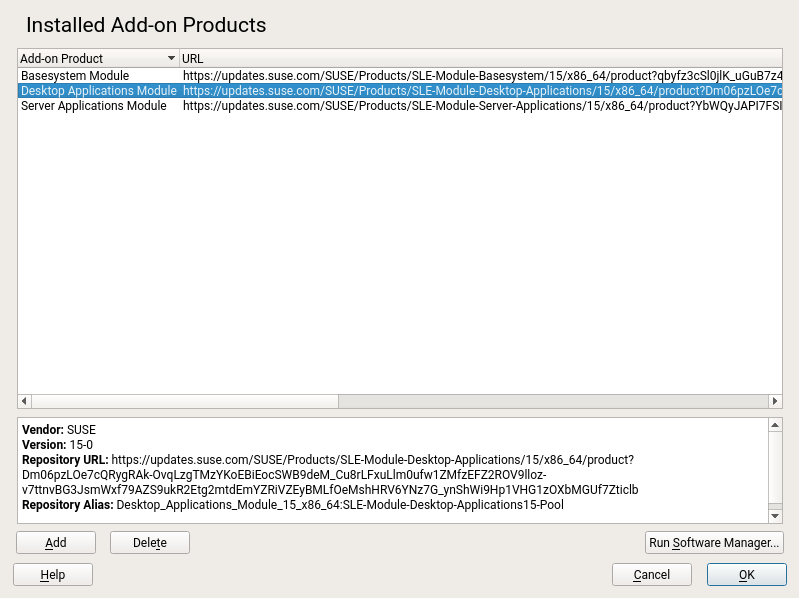 Installed Add-on Products
Add-on Product URL
Basesystem Module https://updates.suse.com/SUSE/Products/SLE-Module-Basesystem/15/x86_64/product?qbyfz3cSl0jlK_uGuB7z4
Desktop Applications Module https://updates.suse.com/SUSE/Products/SLE-Module-Desktop-Applications/15/x86_64/product?Dm06pzLOe7c
Server Applications Module https://updates.suse.com/SUSE/Products/SLE-Module-Server-Applications/15/x86_64/product?YbWQyJAPI7FSI
Vendor: SUSE
Version: 15-0
Repository URL: https://updates.suse.com/SUSE/Products/SLE-Module-Desktop-Applications/15/x86_64/product?
Dm06pzLOe7cQRygRAk-OvqLzgTMzYKoEBiEocSWB9deM_Cu8rLFxuLlm0ufw1ZMfzEFZ2ROV9lloz-
v7ttnvBG3JsmWxf79AZS9ukR2Etg2mtdEmYZRiVZEyBMLfOeMshHRV6YNz7G_ynShWi9Hp1VHG1zOXbMGUf7Zticlb
Repository Alias: Desktop_Applications_Module_15_x86_64:SLE-Module-Desktop-Applications15-Pool
Add Delete Run Software Manager...
Help Cancel OK